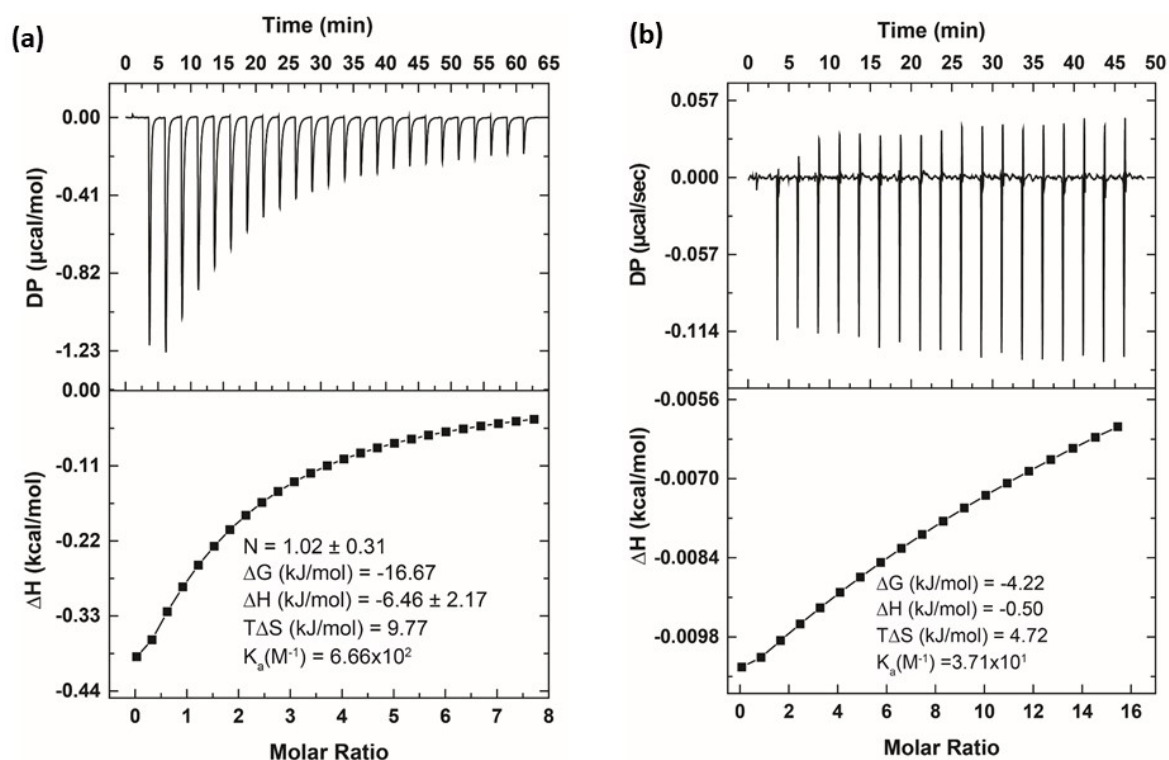 (a)
Time (min)
0 5 10 15 20 25 30 35 40 45 50 55 60 65
0.00
-0.41
-0.82
-1.23
DP (µcal/mol)
0.00
-0.11
-0.22
-0.33
-0.44
ΔH (kcal/mol)
N = 1.02 ± 0.31
ΔG (kJ/mol) = -16.67
ΔH (kJ/mol) = -6.46 ± 2.17
TΔS (kJ/mol) = 9.77
Kₐ(M⁻¹) = 6.66x10²
0 1 2 3 4 5 6 7 8
Molar Ratio
(b)
Time (min)
0 5 10 15 20 25 30 35 40 45 50
0.057
0.000
-0.057
-0.114
DP (µcal/sec)
-0.0056
-0.0070
-0.0084
-0.0098
ΔH (kcal/mol)
ΔG (kJ/mol) = -4.22
ΔH (kJ/mol) = -0.50
TΔS (kJ/mol) = 4.72
Kₐ(M⁻¹) =3.71x10¹
0 2 4 6 8 10 12 14 16
Molar Ratio